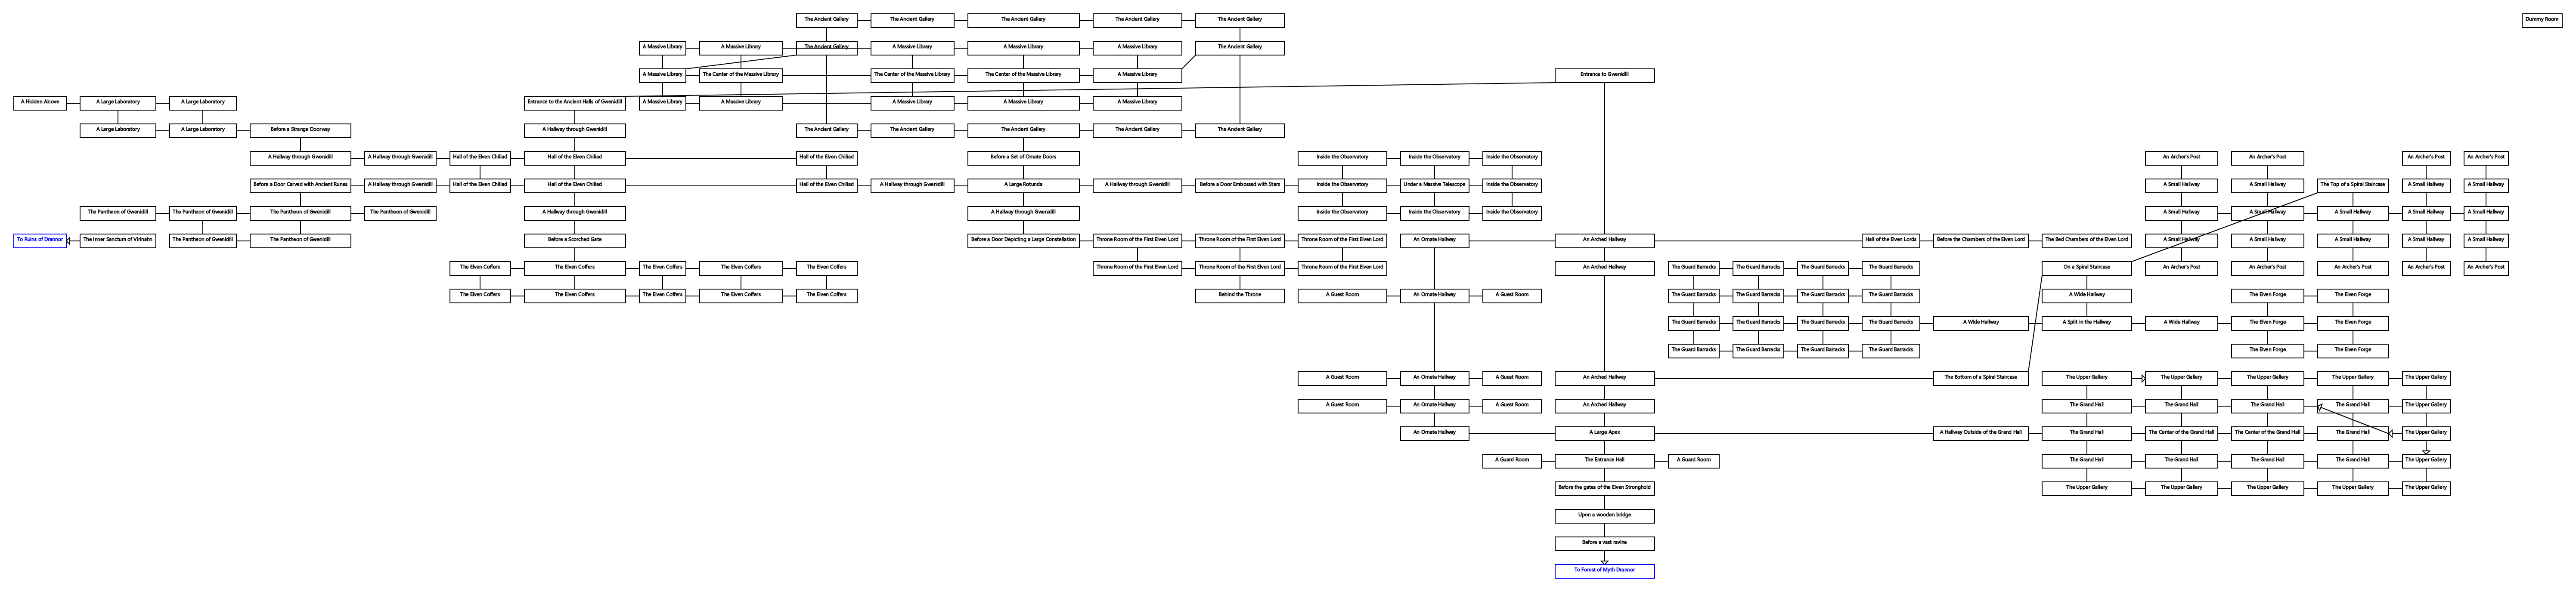 The Ancient Gallery The Ancient Gallery The Ancient Gallery The Ancient Gallery The Ancient Gallery Dummy Room
A Massive Library A Massive Library The Ancient Gallery A Massive Library A Massive Library A Massive Library The Ancient Gallery
A Massive Library The Center of the Massive Library The Center of the Massive Library The Center of the Massive Library A Massive Library Entrance to Gwenidill
A Hidden Alcove A Large Laboratory A Large Laboratory Entrance to the Ancient Halls of Gwenidill A Massive Library A Massive Library A Massive Library A Massive Library A Massive Library
A Large Laboratory A Large Laboratory Before a Strange Doorway A Hallway through Gwenidill The Ancient Gallery The Ancient Gallery The Ancient Gallery The Ancient Gallery The Ancient Gallery
A Hallway through Gwenidill A Hallway through Gwenidill Hall of the Elven Chiliad Hall of the Elven Chiliad Hall of the Elven Chiliad Before a Set of Ornate Doors Inside the Observatory Inside the Observatory Inside the Observatory An Archer's Post An Archer's Post An Archer's Post An Archer's Post
Before a Door Carved with Ancient Runes A Hallway through Gwenidill Hall of the Elven Chiliad Hall of the Elven Chiliad Hall of the Elven Chiliad A Hallway through Gwenidill A Large Rotunda A Hallway through Gwenidill Before a Door Embossed with Stars Inside the Observatory Under a Massive Telescope Inside the Observatory A Small Hallway A Small Hallway The Top of a Spiral Staircase A Small Hallway A Small Hallway
The Pantheon of Gwenidill The Pantheon of Gwenidill The Pantheon of Gwenidill The Pantheon of Gwenidill A Hallway through Gwenidill A Hallway through Gwenidill Inside the Observatory Inside the Observatory Inside the Observatory A Small Hallway A Small Hallway A Small Hallway A Small Hallway A Small Hallway
To Ruins of Drannor The Inner Sanctum of Virinahn The Pantheon of Gwenidill The Pantheon of Gwenidill Before a Scorched Gate Before a Door Depicting a Large Constellation Throne Room of the First Elven Lord Throne Room of the First Elven Lord Throne Room of the First Elven Lord An Ornate Hallway An Arched Hallway Hall of the Elven Lords Before the Chambers of the Elven Lord The Bed Chambers of the Elven Lord A Small Hallway A Small Hallway A Small Hallway A Small Hallway A Small Hallway
The Elven Coffers The Elven Coffers The Elven Coffers The Elven Coffers The Elven Coffers Throne Room of the First Elven Lord Throne Room of the First Elven Lord Throne Room of the First Elven Lord An Arched Hallway The Guard Barracks The Guard Barracks The Guard Barracks The Guard Barracks On a Spiral Staircase An Archer's Post An Archer's Post An Archer's Post An Archer's Post An Archer's Post
The Elven Coffers The Elven Coffers The Elven Coffers The Elven Coffers The Elven Coffers Behind the Throne A Guest Room An Ornate Hallway A Guest Room The Guard Barracks The Guard Barracks The Guard Barracks The Guard Barracks A Wide Hallway The Elven Forge The Elven Forge
The Guard Barracks The Guard Barracks The Guard Barracks The Guard Barracks A Wide Hallway A Split in the Hallway A Wide Hallway The Elven Forge The Elven Forge
The Guard Barracks The Guard Barracks The Guard Barracks The Guard Barracks The Elven Forge The Elven Forge
A Guest Room An Ornate Hallway A Guest Room An Arched Hallway The Bottom of a Spiral Staircase The Upper Gallery The Upper Gallery The Upper Gallery The Upper Gallery The Upper Gallery
A Guest Room An Ornate Hallway A Guest Room An Arched Hallway The Grand Hall The Grand Hall The Grand Hall The Grand Hall The Upper Gallery
An Ornate Hallway A Large Apex A Hallway Outside of the Grand Hall The Grand Hall The Center of the Grand Hall The Center of the Grand Hall The Grand Hall The Upper Gallery
A Guard Room The Entrance Hall A Guard Room The Grand Hall The Grand Hall The Grand Hall The Grand Hall The Upper Gallery
Before the gates of the Elven Stronghold The Upper Gallery The Upper Gallery The Upper Gallery The Upper Gallery The Upper Gallery
Upon a wooden bridge
Before a vast ravine
To Forest of Myth Drannor